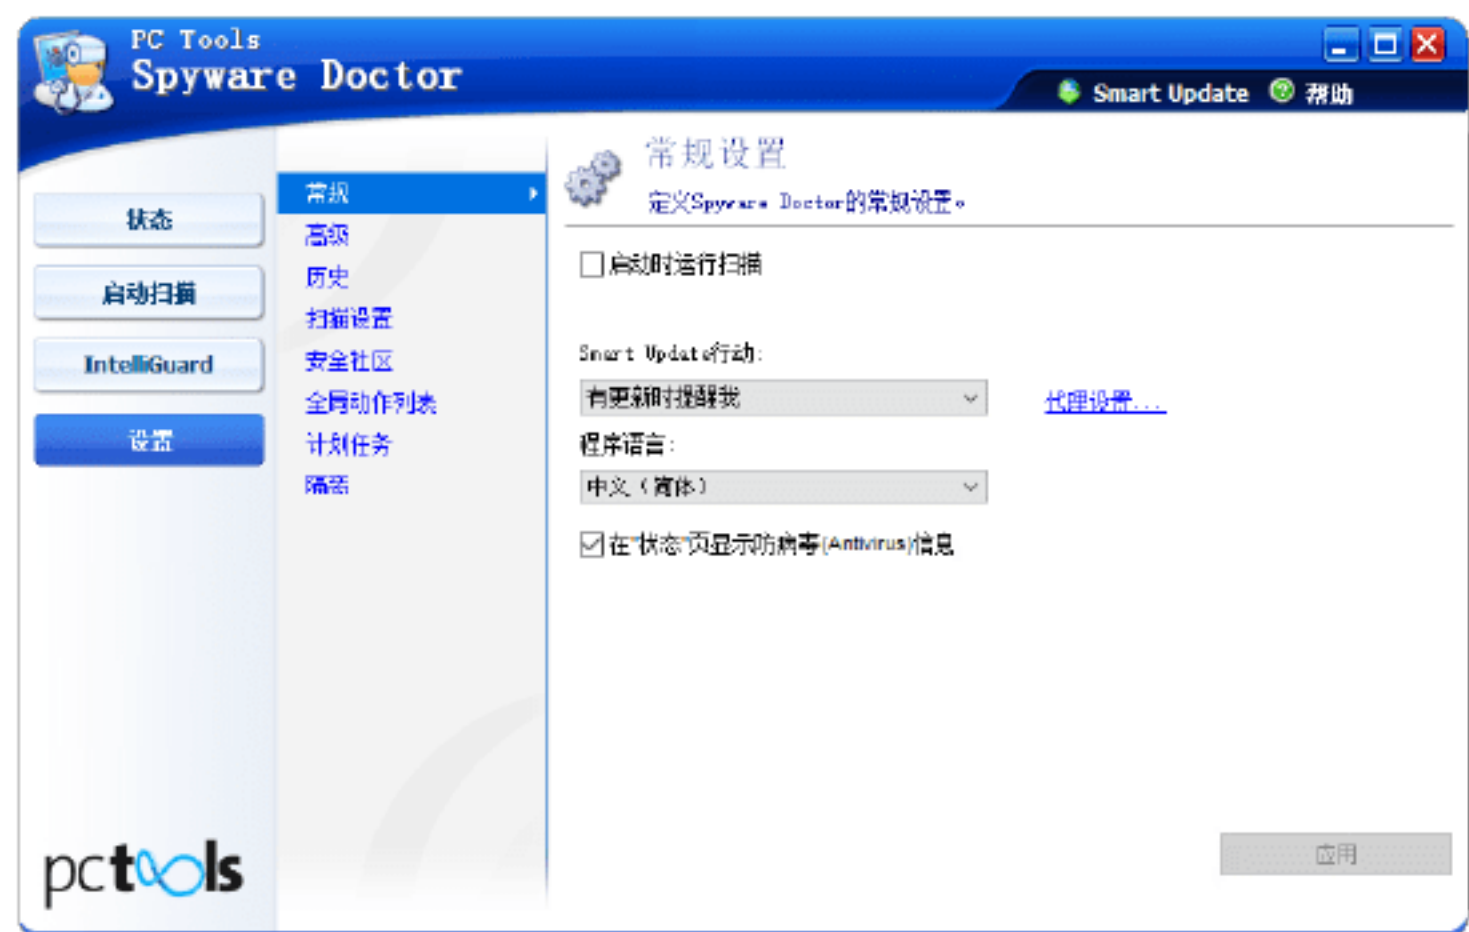 PC Tools
Spyware Doctor
Smart Update 帮助
状态
启动扫描
IntelliGuard
设置
常规
高级
历史
扫描设置
安全社区
全局动作列表
计划任务
隔离
常规设置
定义Spyware Doctor的常规设置。
启动时运行扫描
Smart Update行动:
有更新时提醒我
代理设置...
程序语言:
中文（简体）
在"状态"页显示防病毒(Antivirus)信息
应用
pctools